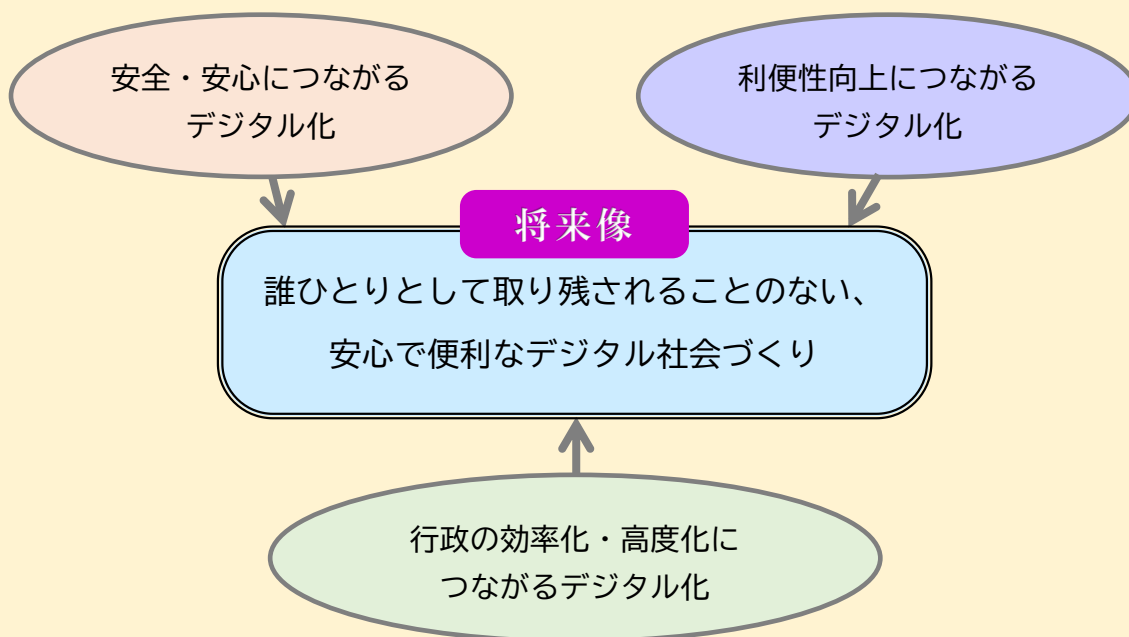 安全・安心につながる
デジタル化
利便性向上につながる
デジタル化
将来像
誰ひとりとして取り残されることのない、
安心で便利なデジタル社会づくり
行政の効率化・高度化に
つながるデジタル化